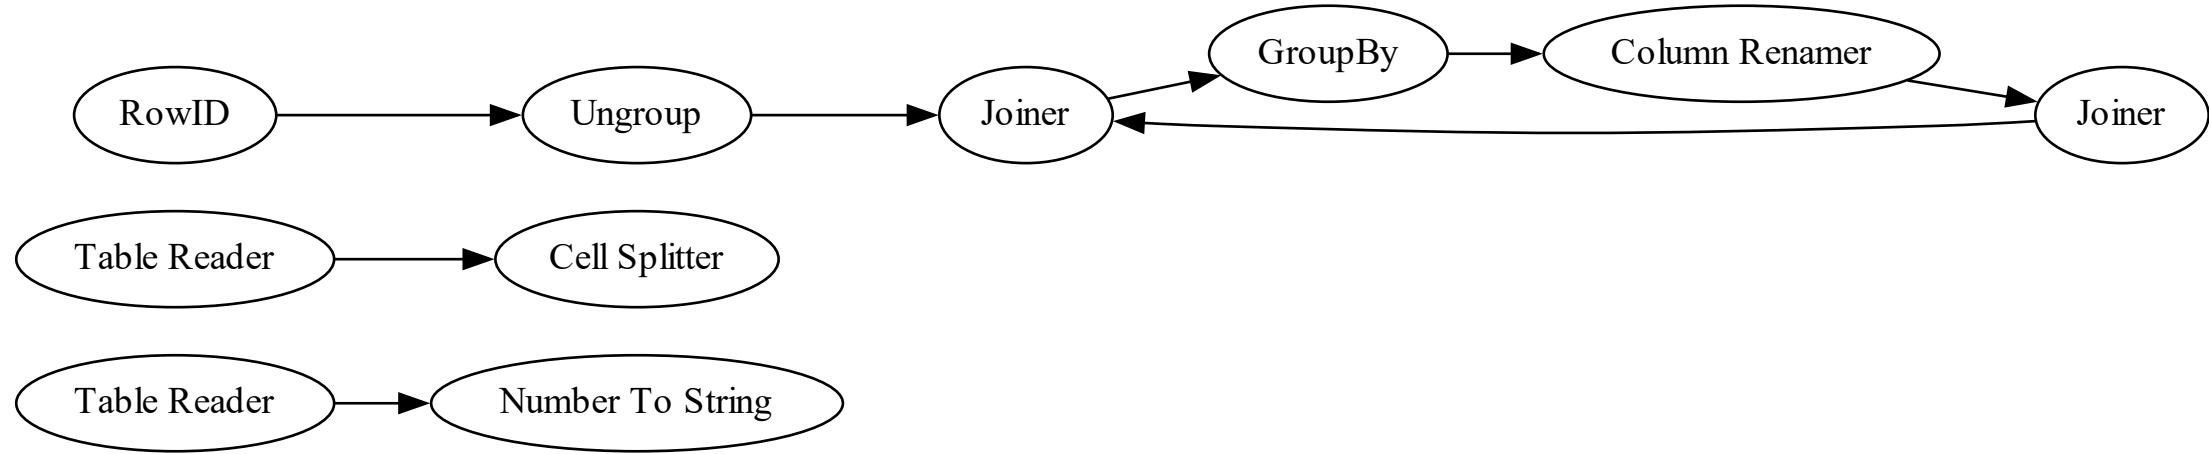 GroupBy
Column Renamer
RowID
Ungroup
Joiner
Joiner
Table Reader
Cell Splitter
Table Reader
Number To String